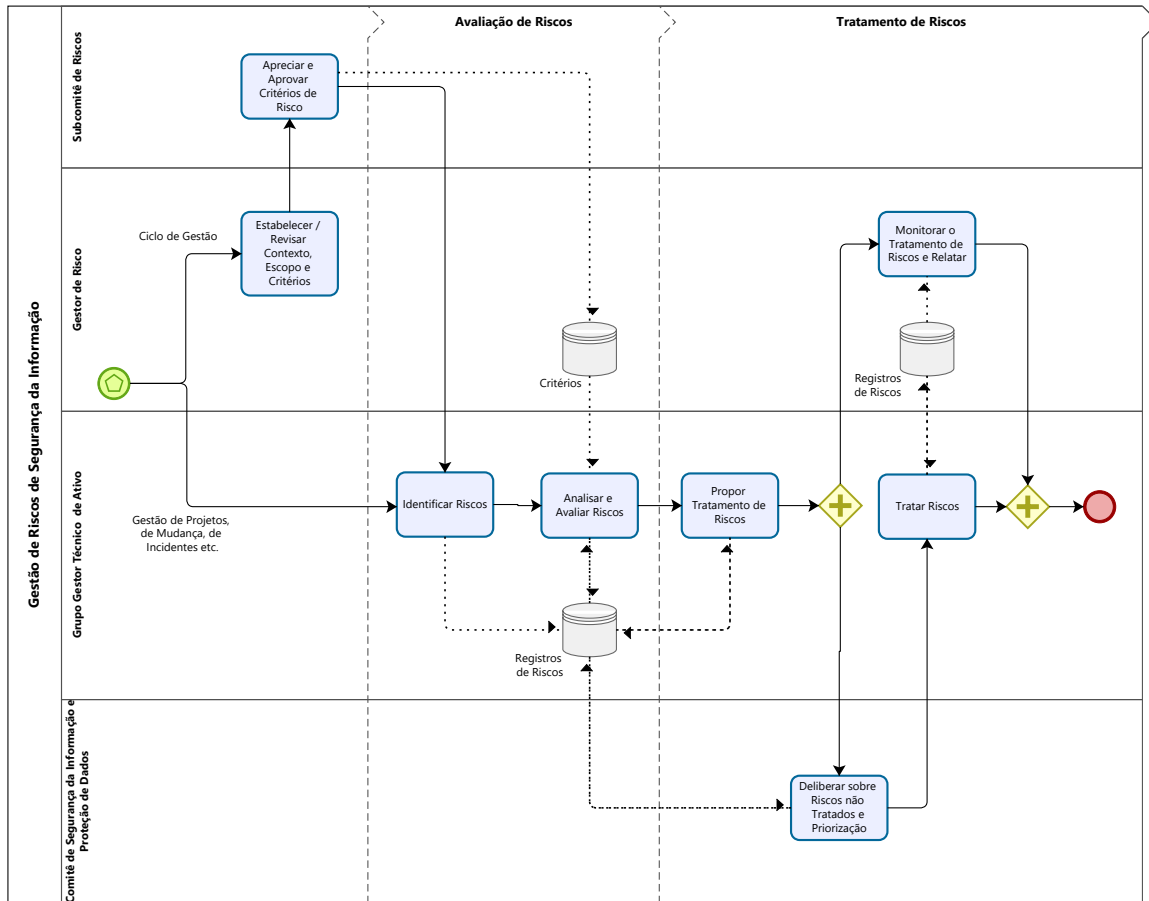 Gestão de Riscos de Segurança da Informação
Avaliação de Riscos
Tratamento de Riscos
Subcomitê de Riscos
Apreciar e
Aprovar
Critérios de
Risco
Gestor de Risco
Ciclo de Gestão
Estabelecer /
Revisar
Contexto,
Escopo e
Critérios
Monitorar o
Tratamento de
Riscos e Relatar
Critérios
Registros
de Riscos
Grupo Gestor Técnico de Ativo
Gestão de Projetos,
de Mudança, de
Incidentes etc.
Identificar Riscos
Analisar e
Avaliar Riscos
Propor
Tratamento de
Riscos
Tratar Riscos
Registros
de Riscos
Comitê de Segurança da Informação e
Proteção de Dados
Deliberar sobre
Riscos não
Tratados e
Priorização